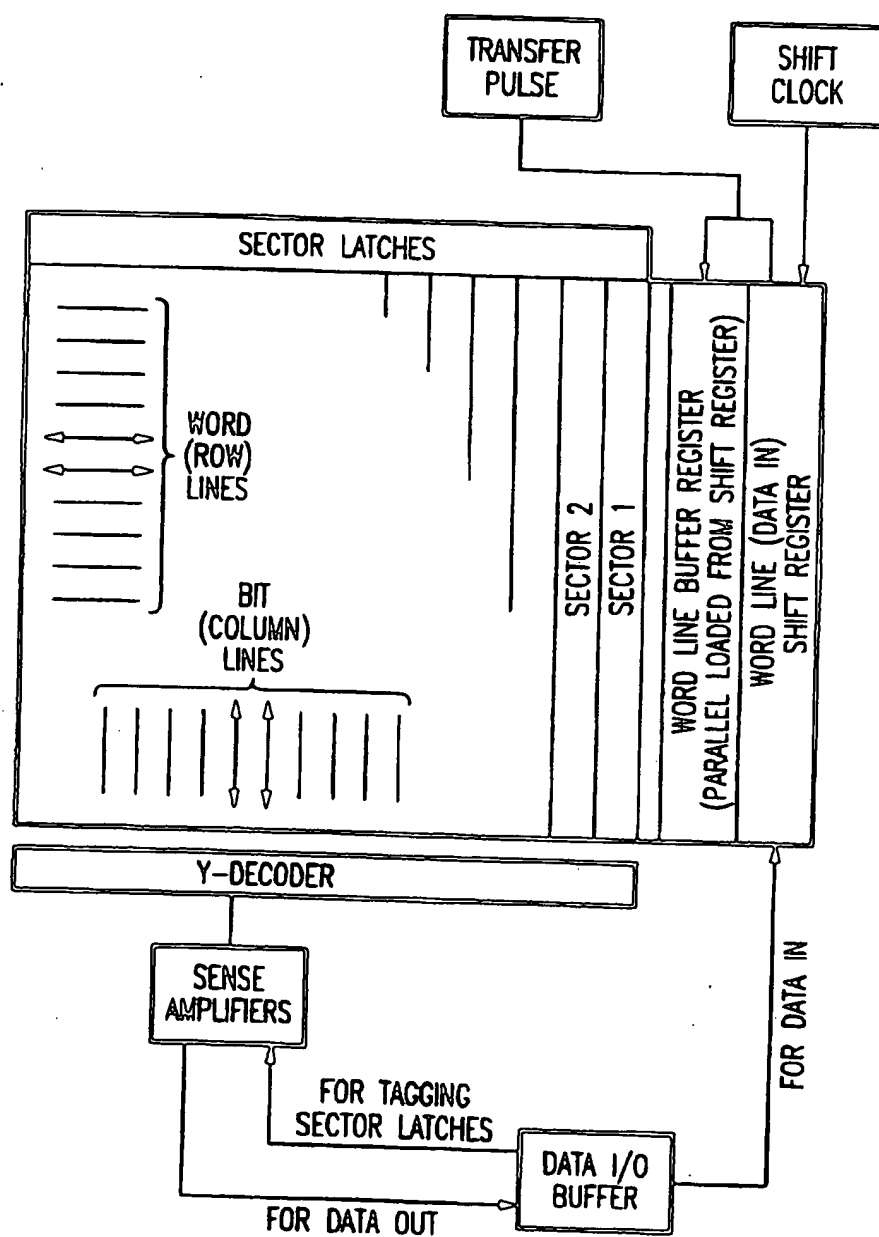 TRANSFER
PULSE
SHIFT
CLOCK
SECTOR LATCHES
WORD
(ROW)
LINES
BIT
(COLUMN)
LINES
SECTOR 2
SECTOR 1
WORD LINE BUFFER REGISTER
(PARALLEL LOADED FROM SHIFT REGISTER)
WORD LINE (DATA IN)
SHIFT REGISTER
Y-DECODER
SENSE
AMPLIFIERS
FOR DATA IN
FOR TAGGING
SECTOR LATCHES
DATA I/O
BUFFER
FOR DATA OUT